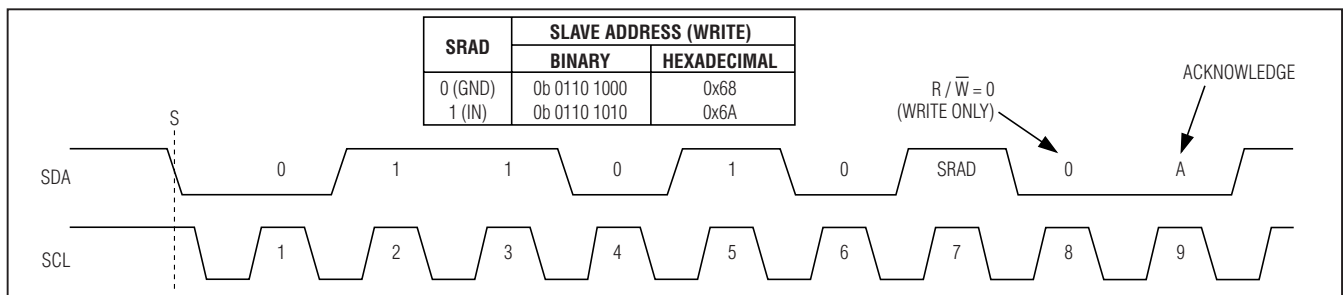 SRAD SLAVE ADDRESS (WRITE)
BINARY HEXADECIMAL
0 (GND) 0b 0110 1000 0x68
1 (IN) 0b 0110 1010 0x6A
R / W̅ = 0
(WRITE ONLY)
ACKNOWLEDGE
S
SDA 0 1 1 0 1 0 SRAD 0 A
SCL 1 2 3 4 5 6 7 8 9